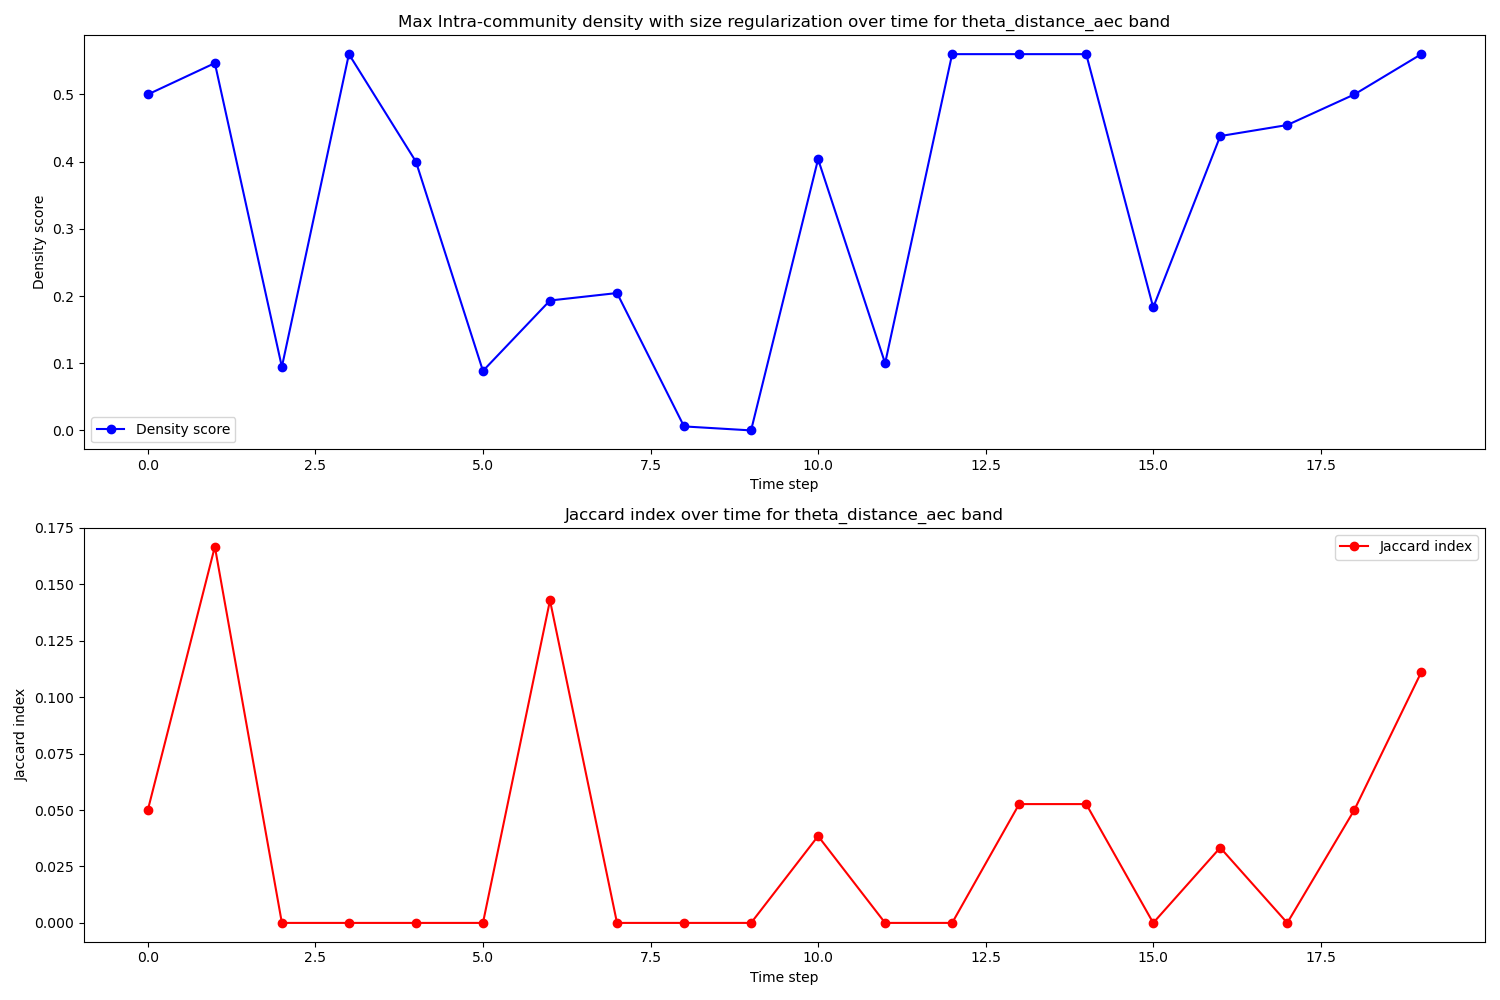 Max Intra-community density with size regularization over time for theta_distance_aec band
Density score
0.5
0.4
0.3
0.2
0.1
0.0
Density score
0.0 2.5 5.0 7.5 10.0 12.5 15.0 17.5
Time step
Jaccard index over time for theta_distance_aec band
Jaccard index
0.175
0.150
0.125
0.100
0.075
0.050
0.025
0.000
Jaccard index
0.0 2.5 5.0 7.5 10.0 12.5 15.0 17.5
Time step